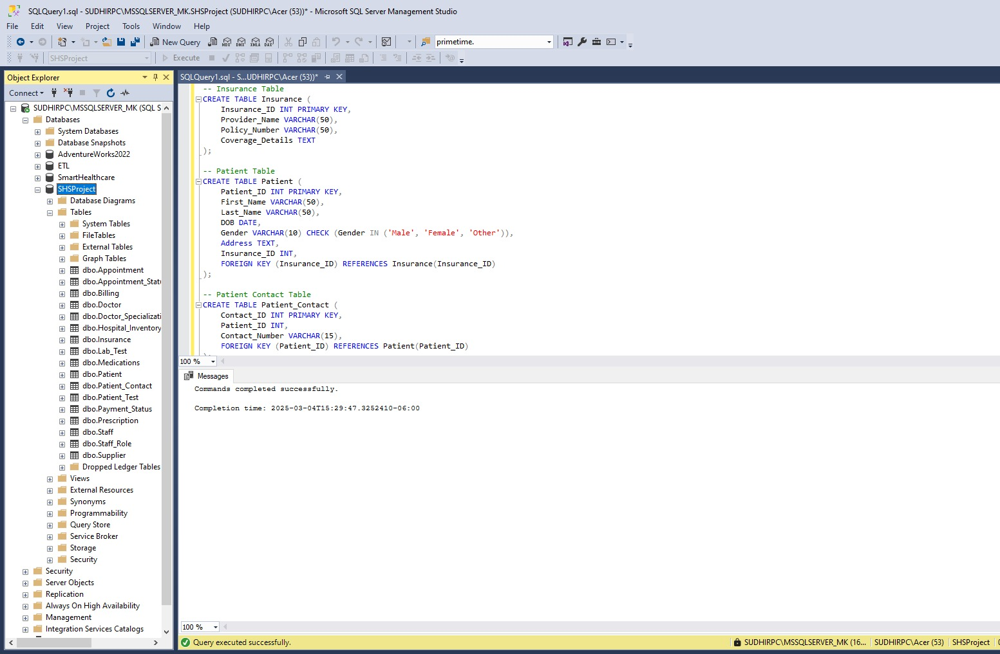 SQLQuery1.sql - SUDHIRPC\MSSQLSERVER_MK.SHSProject (SUDHIRPC\Acer (53))* - Microsoft SQL Server Management Studio
File Edit View Project Tools Window Help
New Query MDX DMX XMLA DAX primetime.
SHSProject Execute
Object Explorer
Connect
SUDHIRPC\MSSQLSERVER_MK (SQL S
Databases
System Databases
Database Snapshots
AdventureWorks2022
ETL
SmartHealthcare
SHSProject
Database Diagrams
Tables
System Tables
FileTables
External Tables
Graph Tables
dbo.Appointment
dbo.Appointment_Statu
dbo.Billing
dbo.Doctor
dbo.Doctor_Specializati
dbo.Hospital_Inventory
dbo.Insurance
dbo.Lab_Test
dbo.Medications
dbo.Patient
dbo.Patient_Contact
dbo.Patient_Test
dbo.Payment_Status
dbo.Prescription
dbo.Staff
dbo.Staff_Role
dbo.Supplier
Dropped Ledger Tables
Views
External Resources
Synonyms
Programmability
Query Store
Service Broker
Storage
Security
Security
Server Objects
Replication
Always On High Availability
Management
Integration Services Catalogs
SQLQuery1.sql - S...UDHIRPC\Acer (53))*
-- Insurance Table
CREATE TABLE Insurance (
Insurance_ID INT PRIMARY KEY,
Provider_Name VARCHAR(50),
Policy_Number VARCHAR(50),
Coverage_Details TEXT
);
-- Patient Table
CREATE TABLE Patient (
Patient_ID INT PRIMARY KEY,
First_Name VARCHAR(50),
Last_Name VARCHAR(50),
DOB DATE,
Gender VARCHAR(10) CHECK (Gender IN ('Male', 'Female', 'Other')),
Address TEXT,
Insurance_ID INT,
FOREIGN KEY (Insurance_ID) REFERENCES Insurance(Insurance_ID)
);
-- Patient Contact Table
CREATE TABLE Patient_Contact (
Contact_ID INT PRIMARY KEY,
Patient_ID INT,
Contact_Number VARCHAR(15),
FOREIGN KEY (Patient_ID) REFERENCES Patient(Patient_ID)
100 %
Messages
Commands completed successfully.
Completion time: 2025-03-04T15:29:47.3252410-06:00
100 %
Query executed successfully. SUDHIRPC\MSSQLSERVER_MK (16... SUDHIRPC\Acer (53) SHSProject